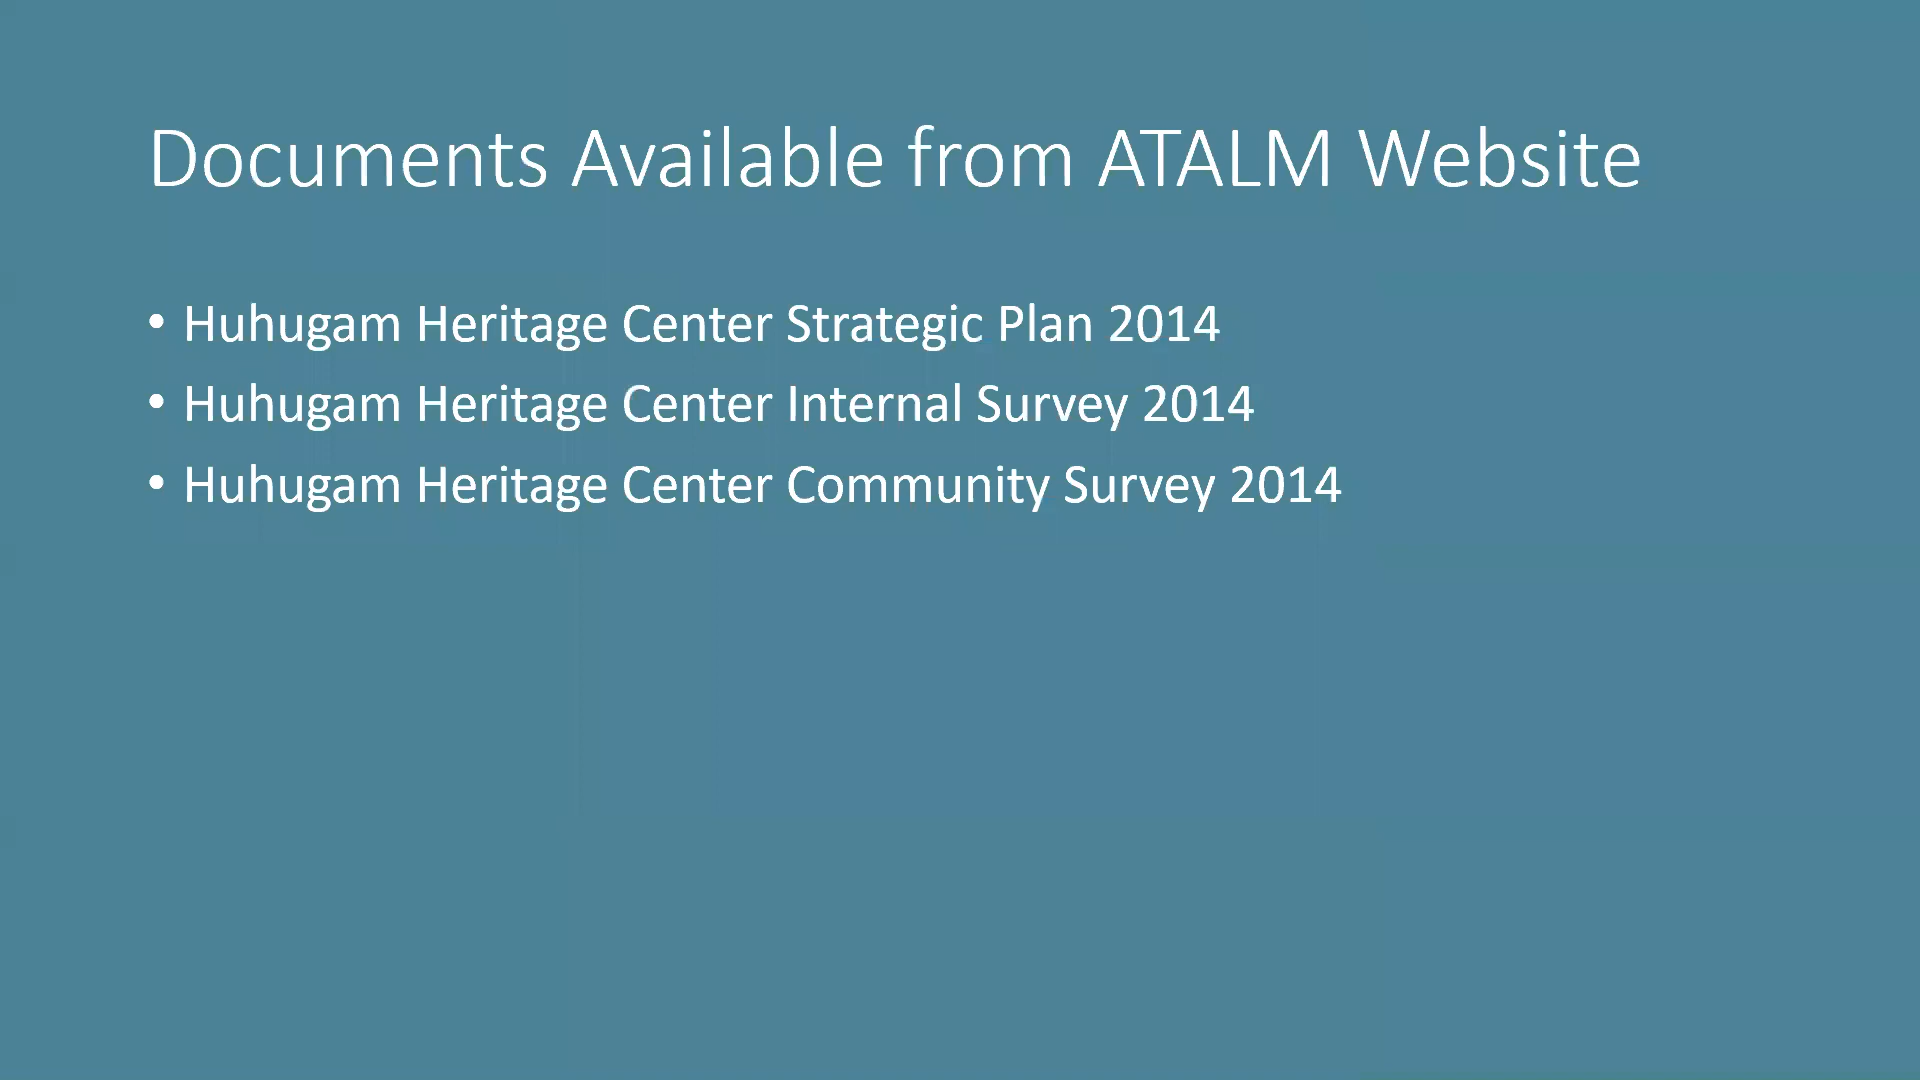 Documents Available from ATALM Website
• Huhugam Heritage Center Strategic Plan 2014
• Huhugam Heritage Center Internal Survey 2014
• Huhugam Heritage Center Community Survey 2014